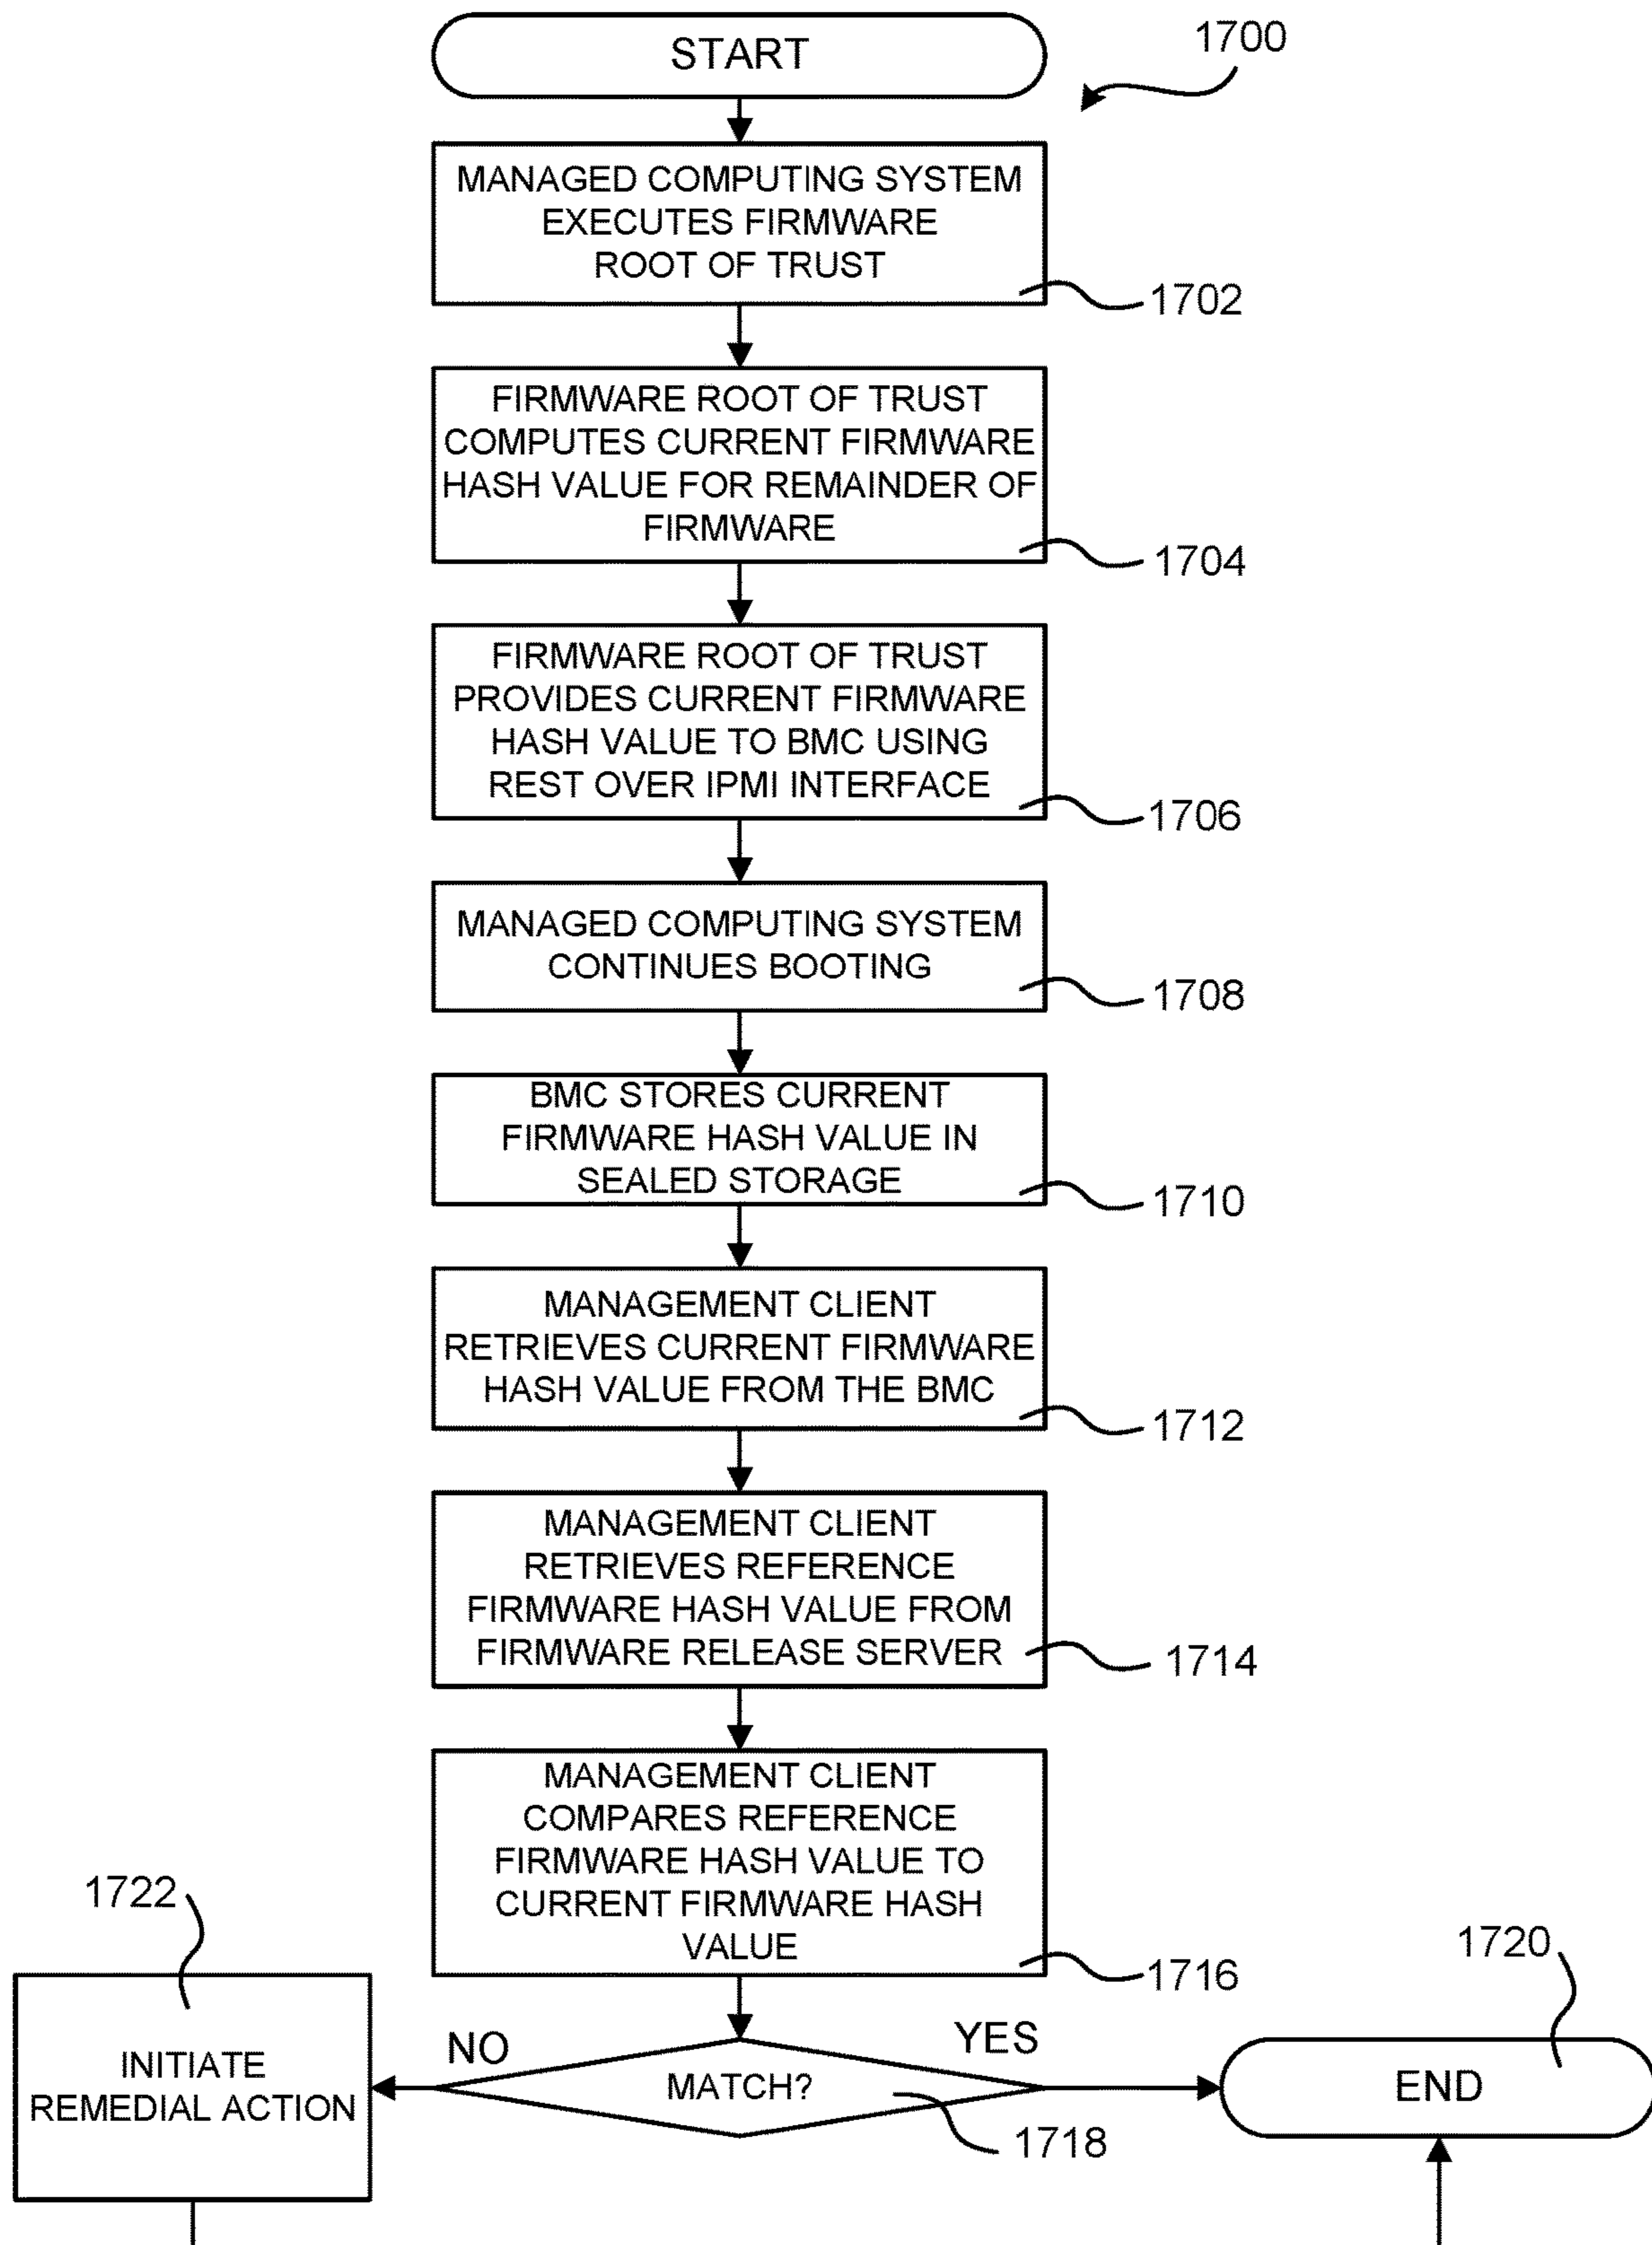 START
1700
MANAGED COMPUTING SYSTEM
EXECUTES FIRMWARE
ROOT OF TRUST
1702
FIRMWARE ROOT OF TRUST
COMPUTES CURRENT FIRMWARE
HASH VALUE FOR REMAINDER OF
FIRMWARE
1704
FIRMWARE ROOT OF TRUST
PROVIDES CURRENT FIRMWARE
HASH VALUE TO BMC USING
REST OVER IPMI INTERFACE
1706
MANAGED COMPUTING SYSTEM
CONTINUES BOOTING
1708
BMC STORES CURRENT
FIRMWARE HASH VALUE IN
SEALED STORAGE
1710
MANAGEMENT CLIENT
RETRIEVES CURRENT FIRMWARE
HASH VALUE FROM THE BMC
1712
MANAGEMENT CLIENT
RETRIEVES REFERENCE
FIRMWARE HASH VALUE FROM
FIRMWARE RELEASE SERVER
1714
MANAGEMENT CLIENT
COMPARES REFERENCE
FIRMWARE HASH VALUE TO
CURRENT FIRMWARE HASH
VALUE
1716
1722
INITIATE
REMEDIAL ACTION
NO
MATCH?
YES
1718
1720
END